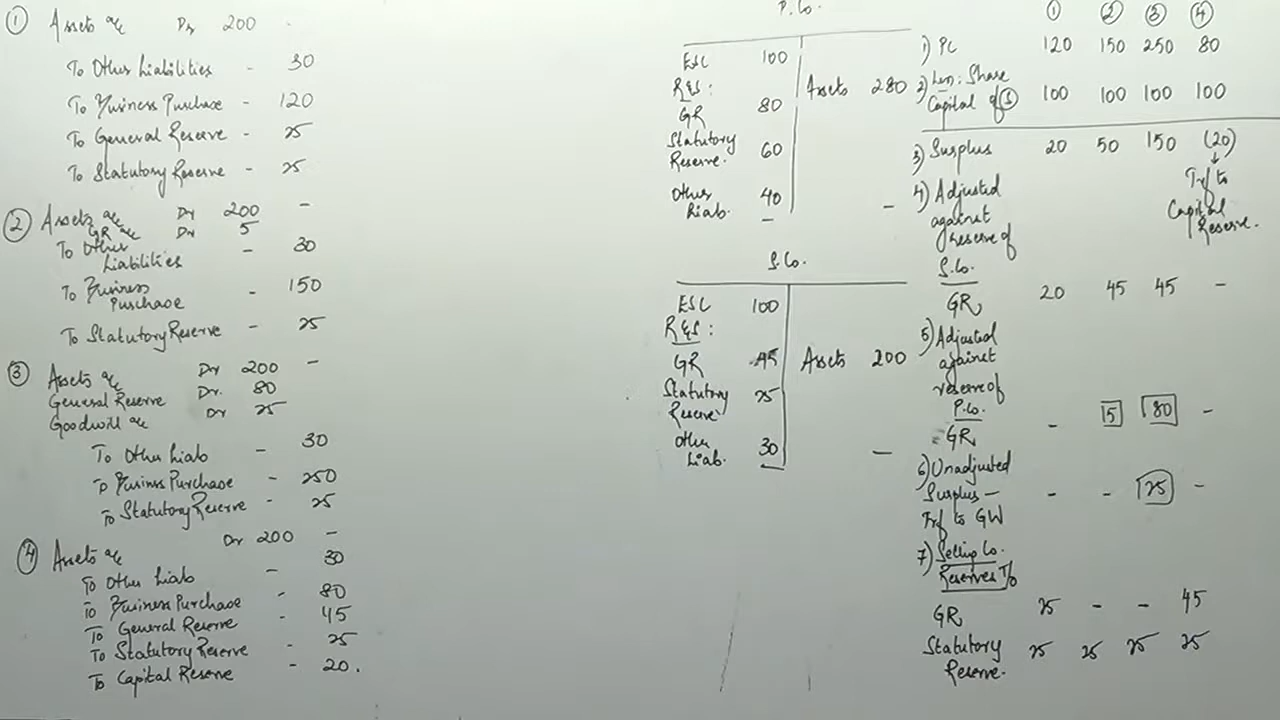 ① Assets a/c Dr 200 -
To Other Liabilities - 30
To Business Purchase - 120
To General Reserve - 25
To Statutory Reserve - 25
② Assets a/c Dr 200 -
GR a/c Dr 5
To Other - 30
Liabilities
To Business - 150
Purchase
To Statutory Reserve - 25
③ Assets a/c Dr 200 -
General Reserve Dr. 80
Goodwill a/c Dr 25
To Other Liab - 30
To Business Purchase - 250
To Statutory Reserve - 25
④ Assets a/c Dr 200 -
To Other Liab - 30
To Business Purchase - 80
To General Reserve - 45
To Statutory Reserve - 25
To Capital Reserve - 20.
P. Co.
ESC 100
R&S:
Assets 280
GR 80
Statutory
Reserve. 60
Other
Liab. 40
S. Co.
ESC 100
R&S:
GR 45
Assets 200
Statutory
Reserve 25
Other
Liab. 30
① ② ③ ④
1) PC 120 150 250 80
2) Less: Share
Capital of Ⓢ 100 100 100 100
3) Surplus 20 50 150 (20)
Trf to
Capital
Reserve.
4) Adjusted
against
reserve of
S. Co.
GR 20 45 45 -
5) Adjusted
against
reserve of
P. Co.
GR - 5 80 -
6) Unadjusted
Surplus - - - 25 -
Trf to GW
7) Selling Co.
Reserves T/o
GR 25 - - 45
Statutory
Reserve. 25 25 25 25